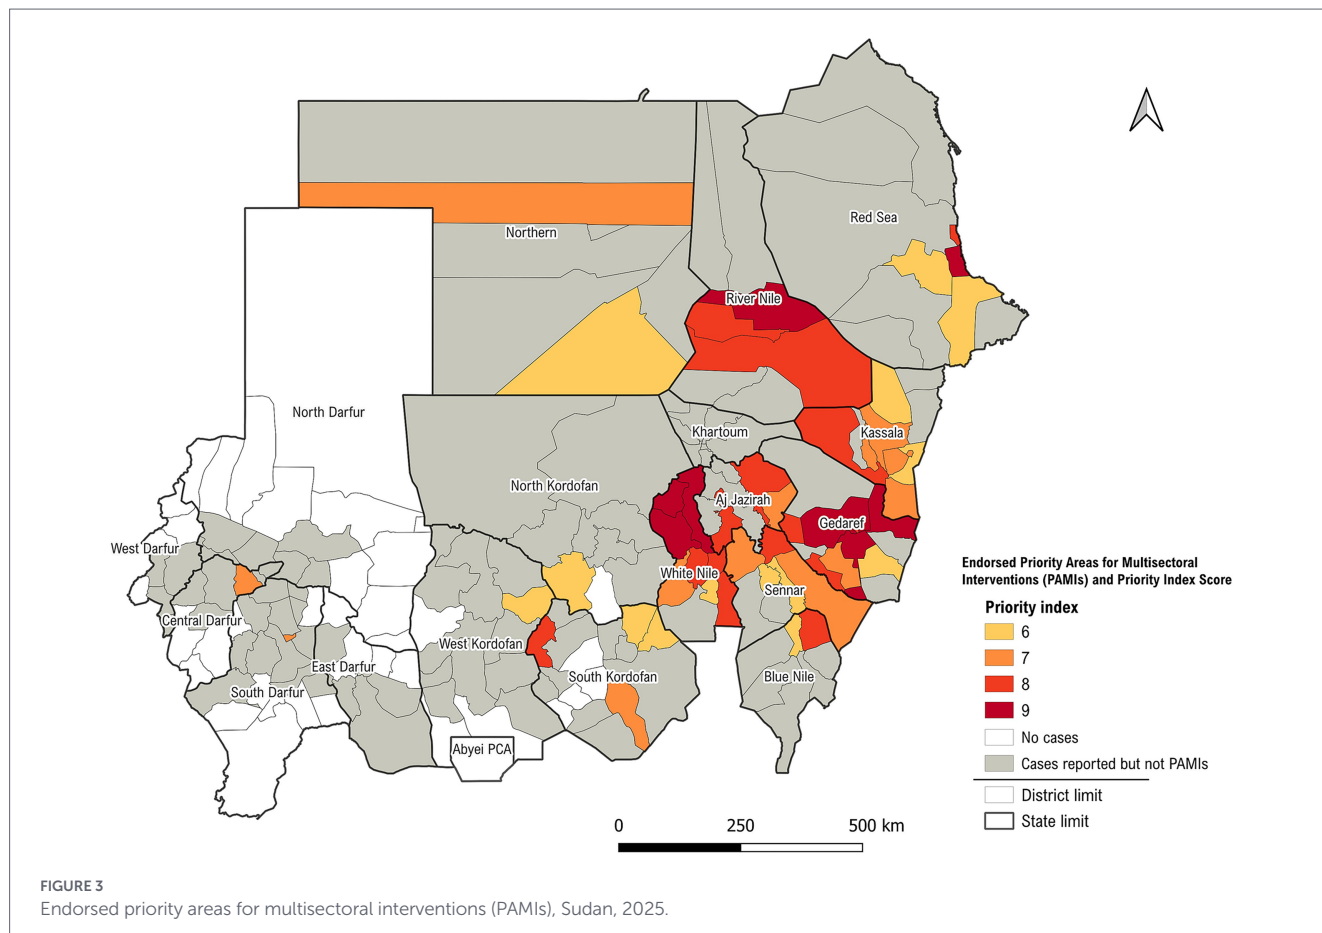 Red Sea
Northern
River Nile
North Darfur
Khartoum
Kassala
North Kordofan
Aj Jazirah
Gedaref
West Darfur
White Nile
Sennar
Central Darfur
West Kordofan
East Darfur
South Kordofan
Blue Nile
South Darfur
Abyei PCA
Endorsed Priority Areas for Multisectoral
Interventions (PAMIs) and Priority Index Score
Priority index
6
7
8
9
No cases
Cases reported but not PAMIs
District limit
State limit
0 250 500 km
FIGURE 3
Endorsed priority areas for multisectoral interventions (PAMIs), Sudan, 2025.